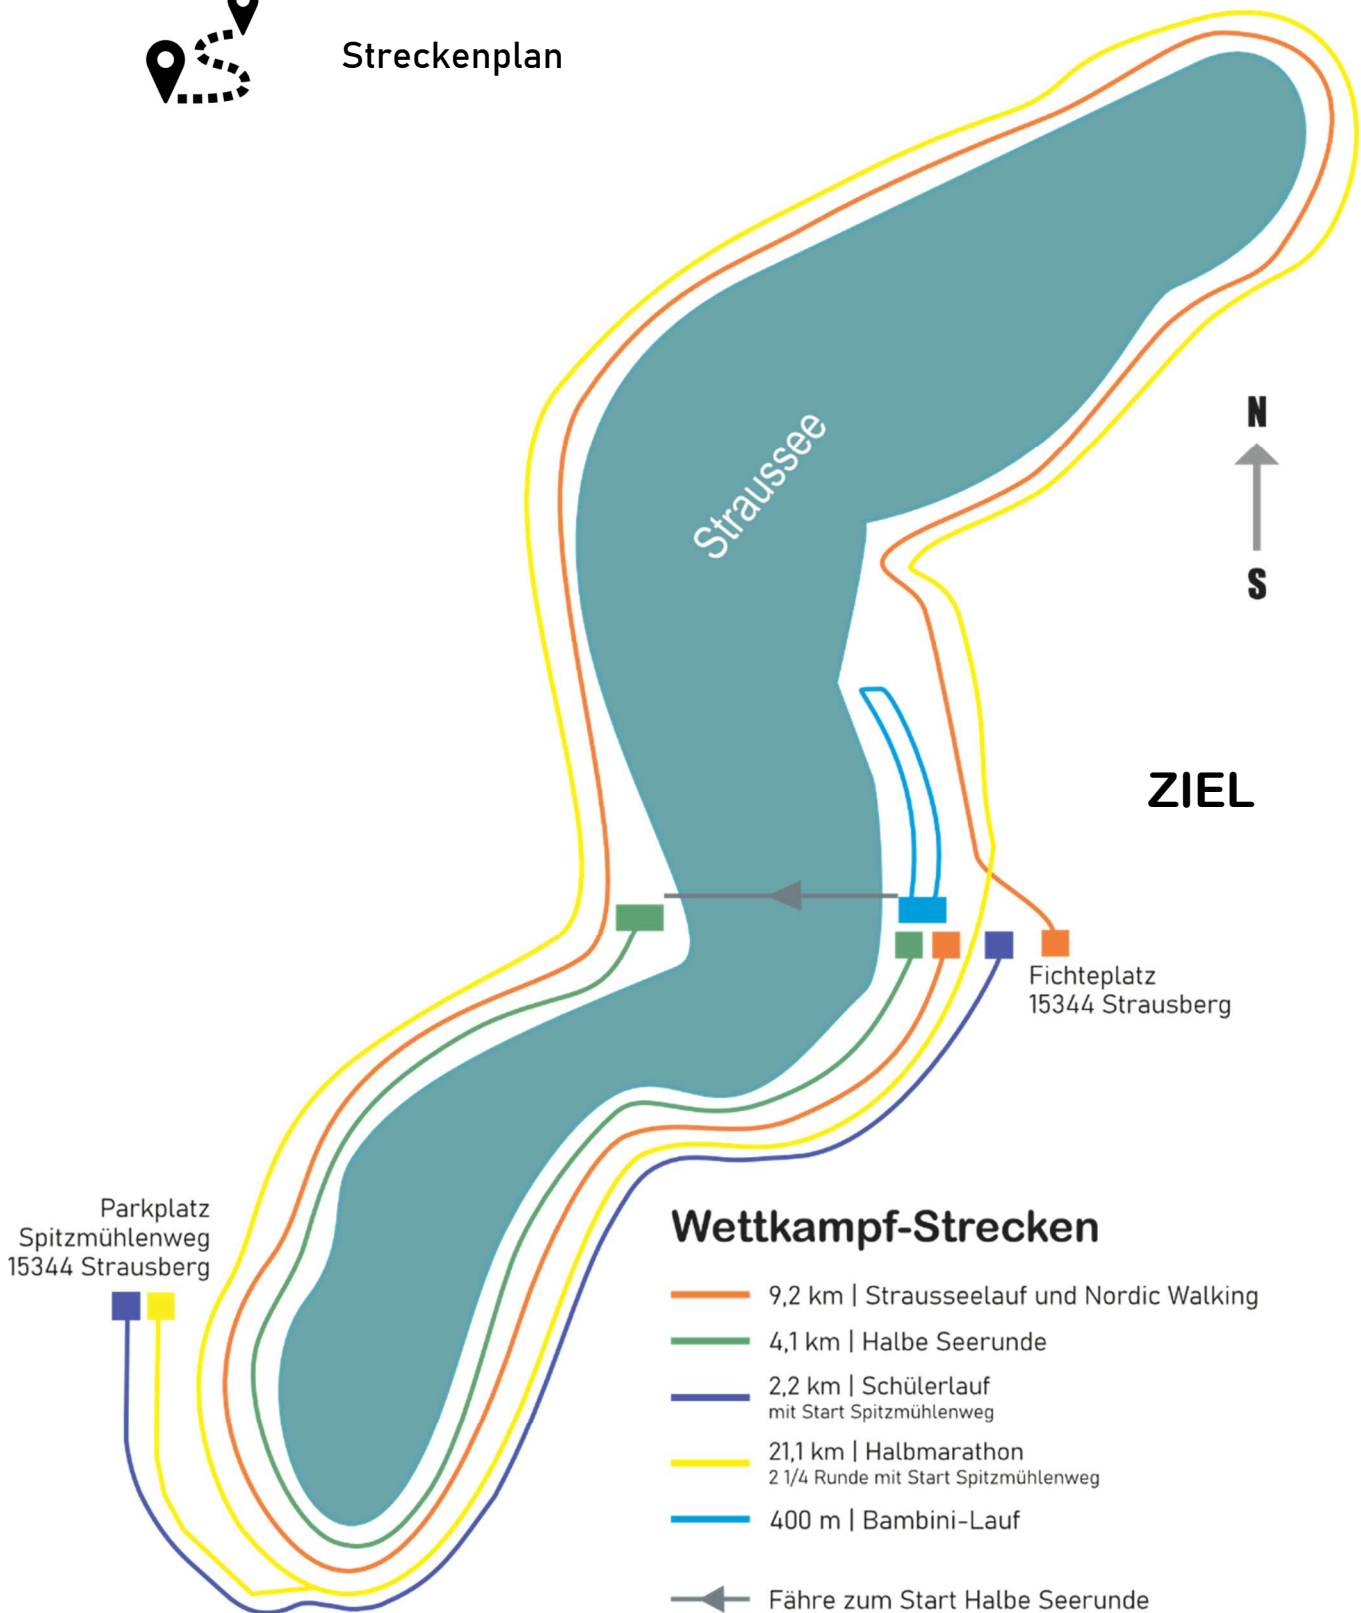 Streckenplan
Straussee
N
S
ZIEL
Fichteplatz
15344 Strausberg
Parkplatz
Spitzmühlenweg
15344 Strausberg
Wettkampf-Strecken
9,2 km | Strausseelauf und Nordic Walking
4,1 km | Halbe Seerunde
2,2 km | Schülerlauf
mit Start Spitzmühlenweg
21,1 km | Halbmarathon
2 1/4 Runde mit Start Spitzmühlenweg
400 m | Bambini-Lauf
Fähre zum Start Halbe Seerunde